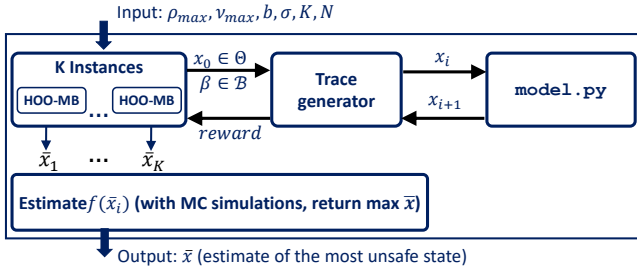 Input: ρ_max, ν_max, b, σ, K, N
K Instances
HOO-MB ... HOO-MB
x̄_1 ... x̄_K
x_0 ∈ Θ
β ∈ ℬ
reward
Trace
generator
x_i
x_{i+1}
model.py
Estimate f(x̄_i) (with MC simulations, return max x̄)
Output: x̄ (estimate of the most unsafe state)